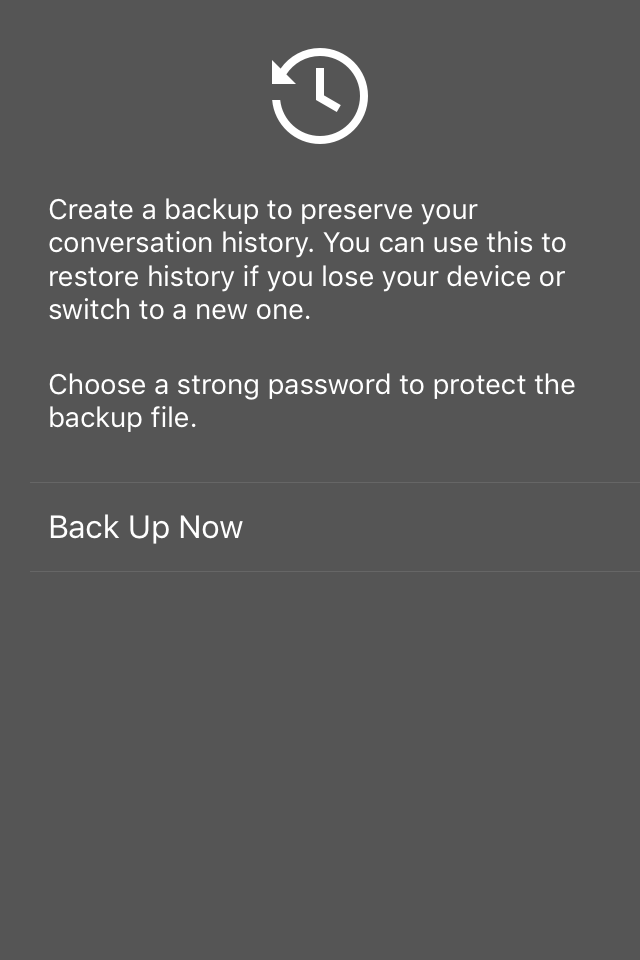 Create a backup to preserve your
conversation history. You can use this to
restore history if you lose your device or
switch to a new one.
Choose a strong password to protect the
backup file.
Back Up Now